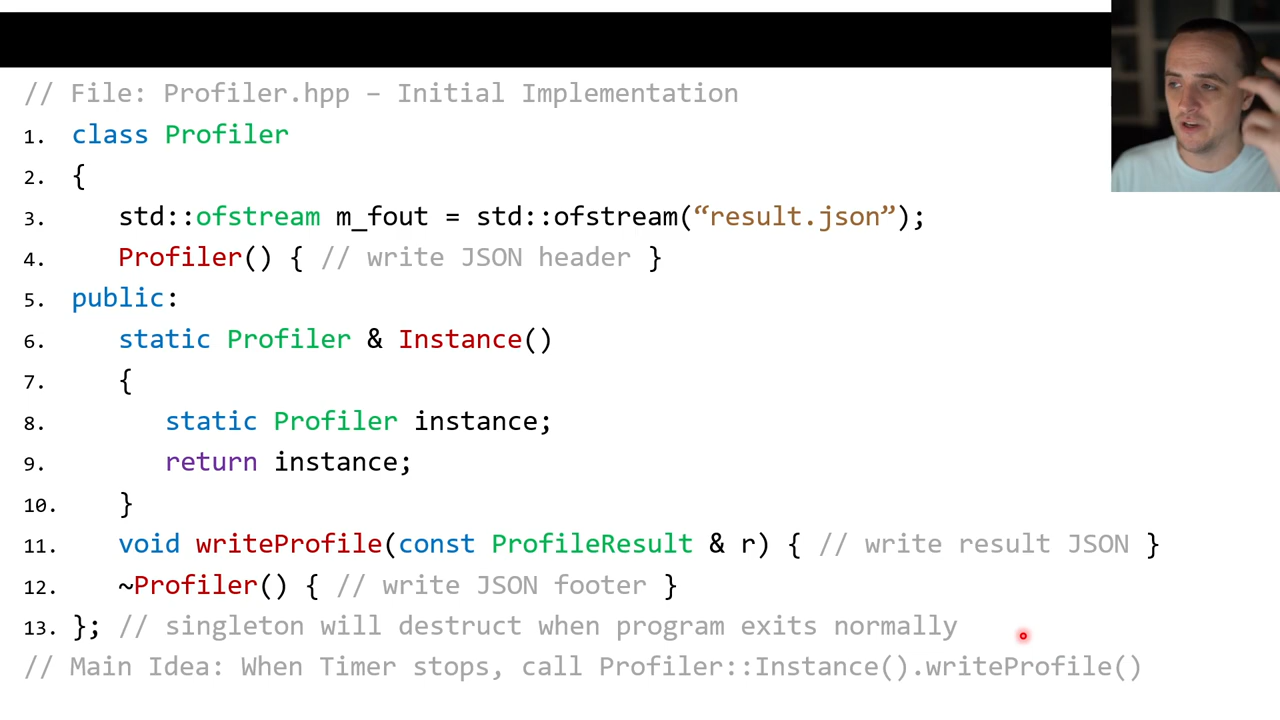 // File: Profiler.hpp – Initial Implementation
1. class Profiler
2. {
3. std::ofstream m_fout = std::ofstream(“result.json”);
4. Profiler() { // write JSON header }
5. public:
6. static Profiler & Instance()
7. {
8. static Profiler instance;
9. return instance;
10. }
11. void writeProfile(const ProfileResult & r) { // write result JSON }
12. ~Profiler() { // write JSON footer }
13. }; // singleton will destruct when program exits normally
// Main Idea: When Timer stops, call Profiler::Instance().writeProfile()